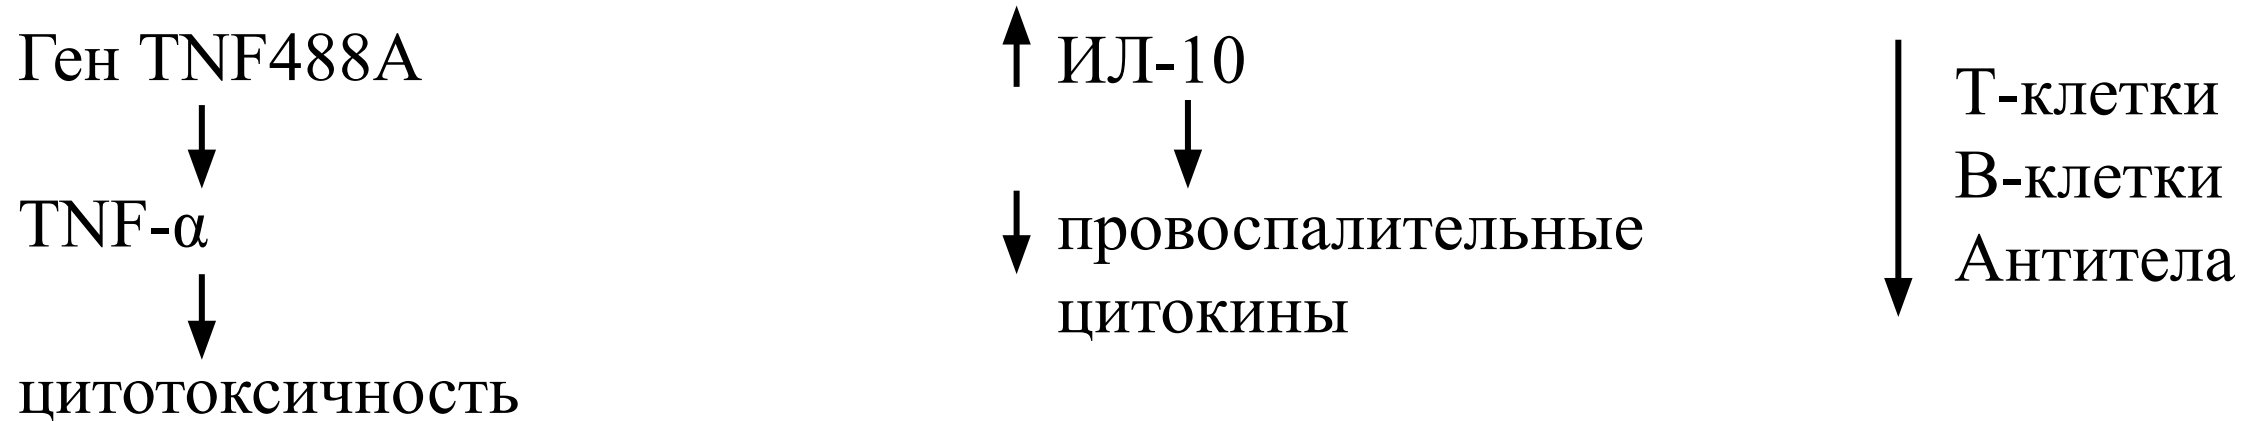 Ген TNF488A
TNF-α
цитотоксичность
ИЛ-10
провоспалительные
цитокины
Т-клетки
В-клетки
Антитела